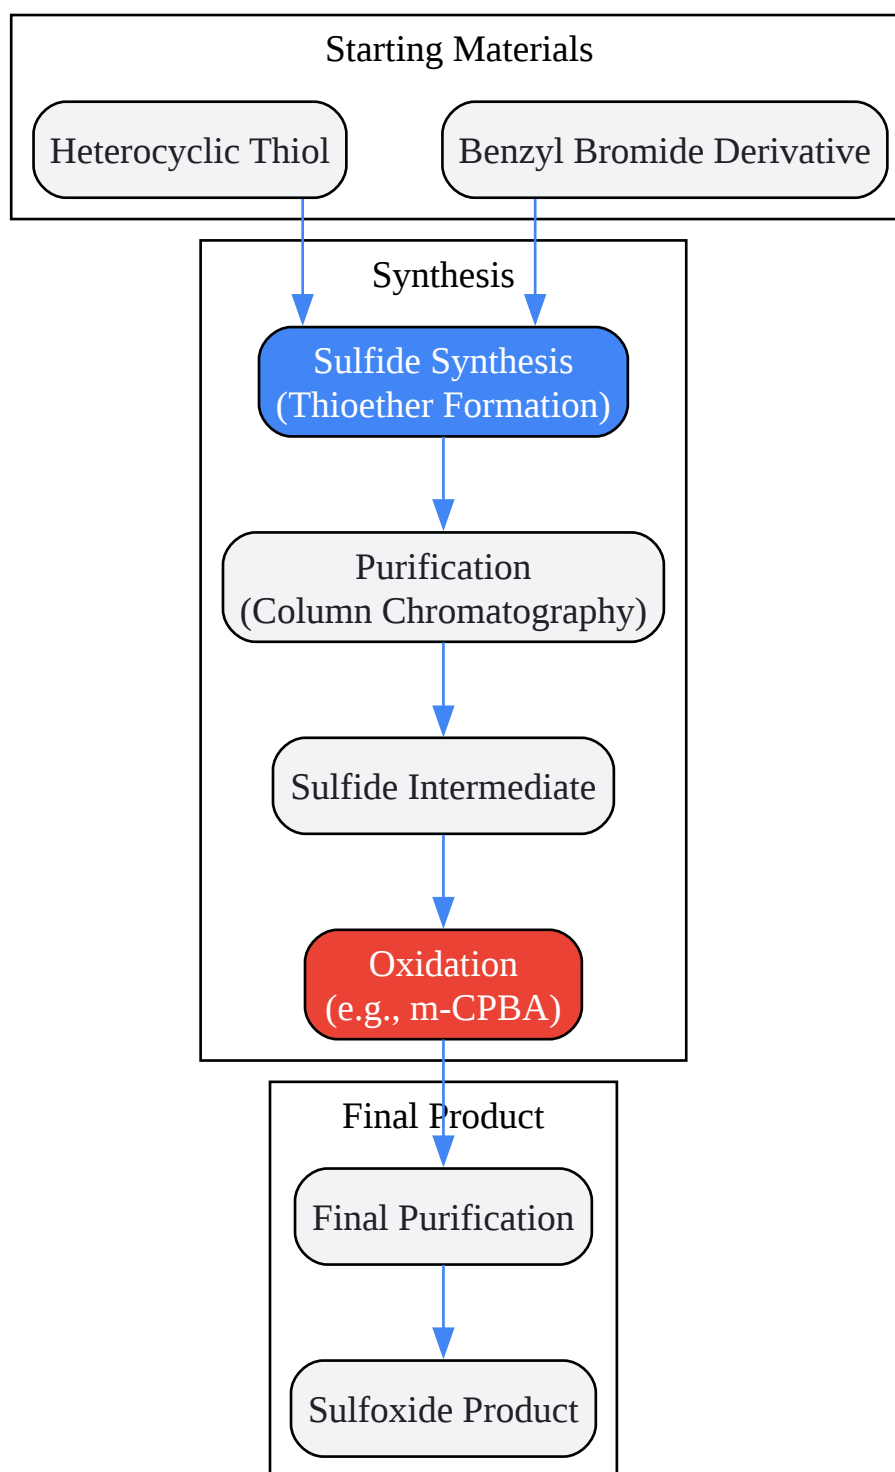 Starting Materials
Heterocyclic Thiol
Benzyl Bromide Derivative
Synthesis
Sulfide Synthesis
(Thioether Formation)
Purification
(Column Chromatography)
Sulfide Intermediate
Oxidation
(e.g., m-CPBA)
Final Product
Final Purification
Sulfoxide Product